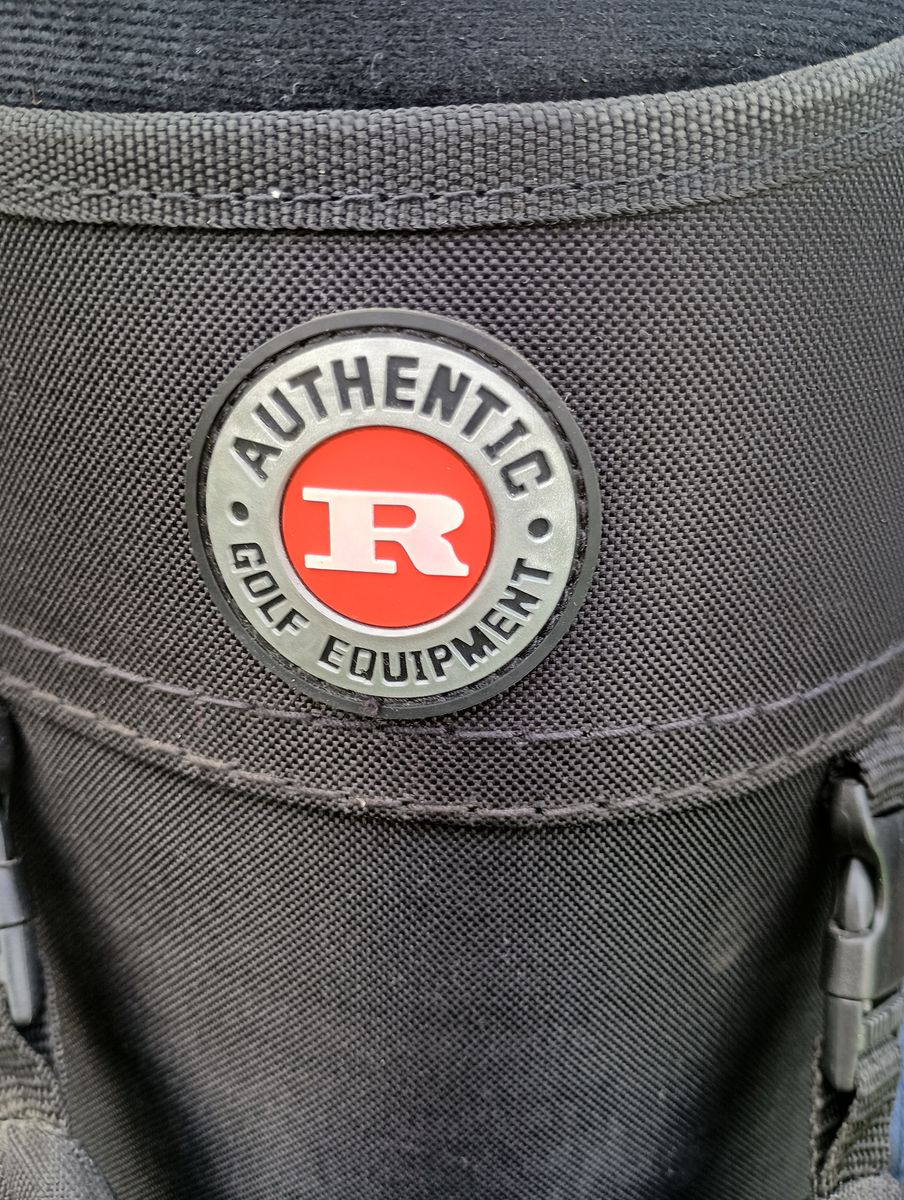 AUTHENTIC
R
• GOLF EQUIPMENT •